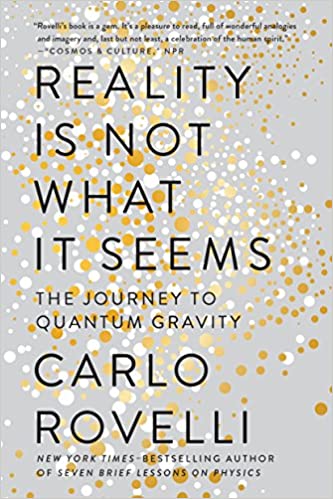 "Rovelli's book is a gem. It's a pleasure to read, full of wonderful analogies
and imagery and, last but not least, a celebration of the human spirit."
—"COSMOS & CULTURE,' NPR
REALITY
IS NOT
WHAT
IT SEEMS
THE JOURNEY TO
QUANTUM GRAVITY
CARLO
ROVELLI
NEW YORK TIMES–BESTSELLING AUTHOR
OF SEVEN BRIEF LESSONS ON PHYSICS